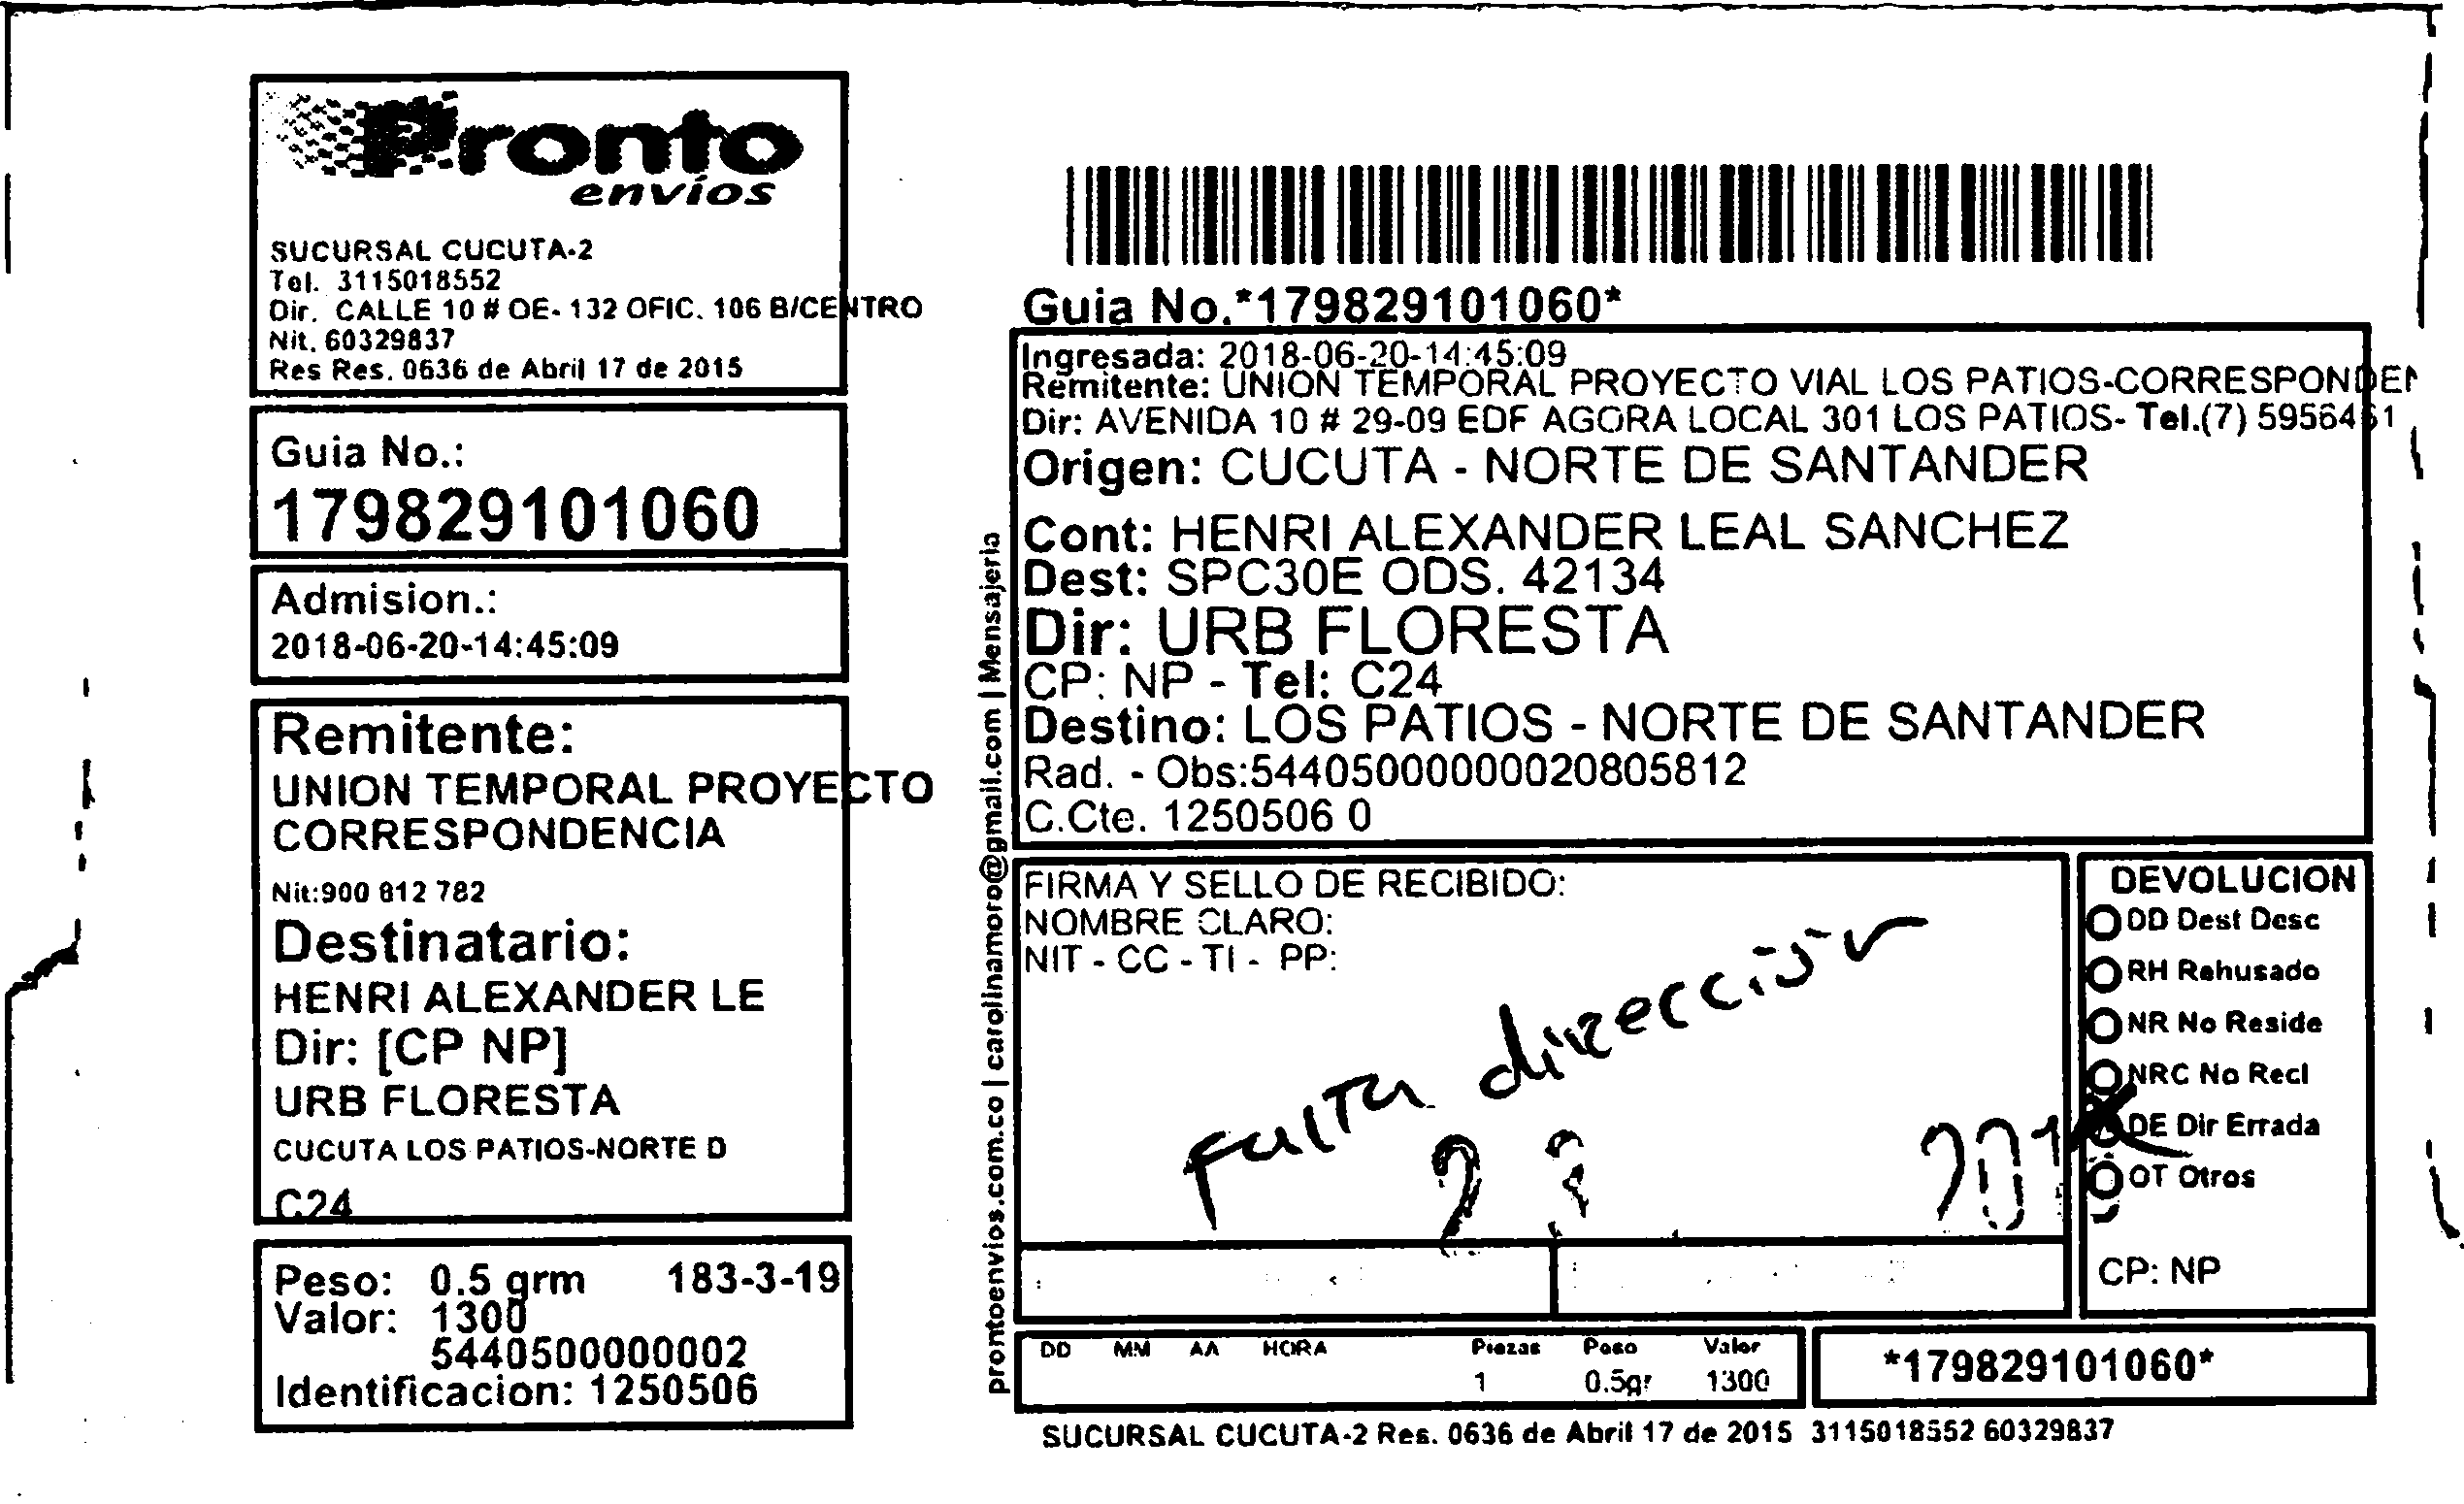 Pronto
envíos
SUCURSAL CUCUTA-2
Tel. 3115018552
Dir. CALLE 10 # OE- 132 OFIC. 106 B/CENTRO
Nit. 60329837
Res Res. 0636 de Abril 17 de 2015
Guia No.:
179829101060
Admision.:
2018-06-20-14:45:09
Remitente:
UNION TEMPORAL PROYECTO
CORRESPONDENCIA
Nit:900 812 782
Destinatario:
HENRI ALEXANDER LE
Dir: [CP NP]
URB FLORESTA
CUCUTA LOS PATIOS-NORTE D
C24
Peso: 0.5 grm 183-3-19
Valor: 1300
5440500000002
Identificacion: 1250506
prontoenvios.com.co | carolinamoro@gmail.com | Mensajeria
Guia No.*179829101060*
Ingresada: 2018-06-20-14:45:09
Remitente: UNION TEMPORAL PROYECTO VIAL LOS PATIOS-CORRESPONDEN
Dir: AVENIDA 10 # 29-09 EDF AGORA LOCAL 301 LOS PATIOS- Tel.(7) 5956461
Origen: CUCUTA - NORTE DE SANTANDER
Cont: HENRI ALEXANDER LEAL SANCHEZ
Dest: SPC30E ODS. 42134
Dir: URB FLORESTA
CP: NP - Tel: C24
Destino: LOS PATIOS - NORTE DE SANTANDER
Rad. - Obs:544050000000020805812
C.Cte. 1250506 0
FIRMA Y SELLO DE RECIBIDO:
NOMBRE CLARO:
NIT - CC - TI - PP:
Falta dirección
DEVOLUCION
DD Dest Desc
RH Rehusado
NR No Reside
NRC No Recl
DE Dir Errada
OT Otros
CP: NP
DD MM AA HORA Piezas Peso Valor
1 0.5gr 1300
*179829101060*
SUCURSAL CUCUTA-2 Res. 0636 de Abril 17 de 2015 3115018552 60329837